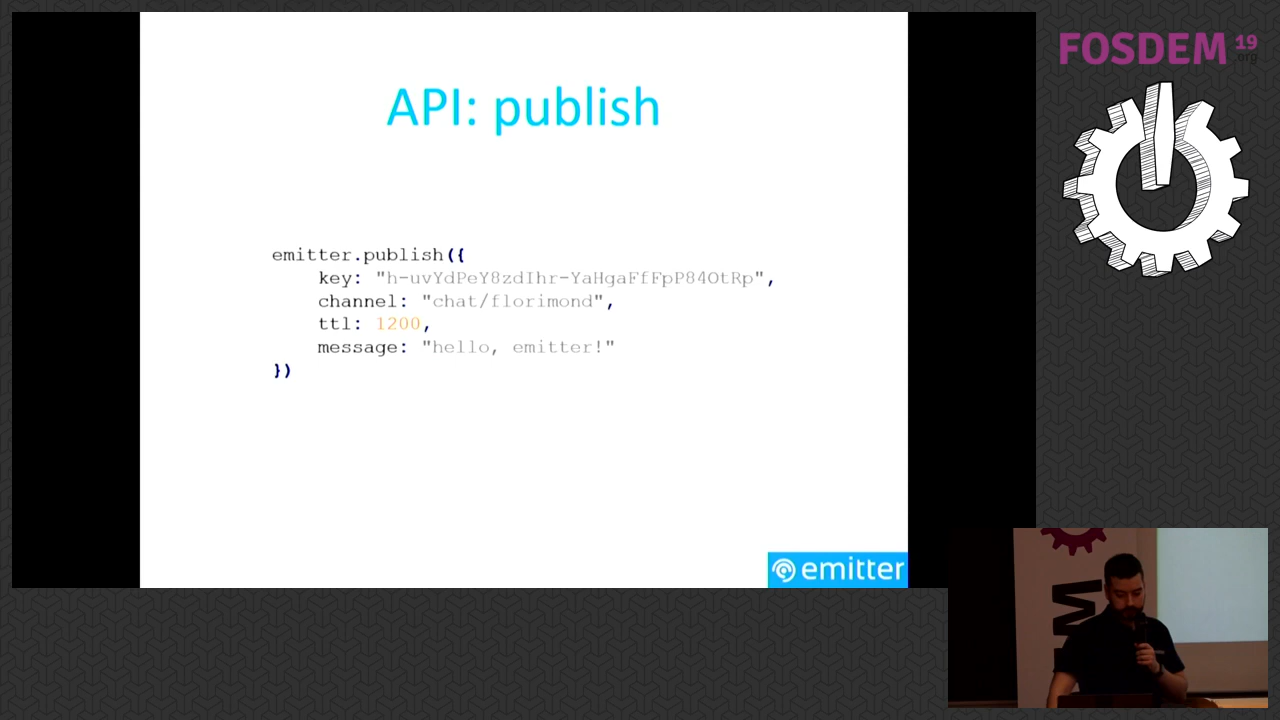 API: publish
emitter.publish({
key: "h-uvYdPeY8zdIhr-YaHgaFfFpP84OtRp",
channel: "chat/florimond",
ttl: 1200,
message: "hello, emitter!"
})
emitter
FOSDEM 19
.org